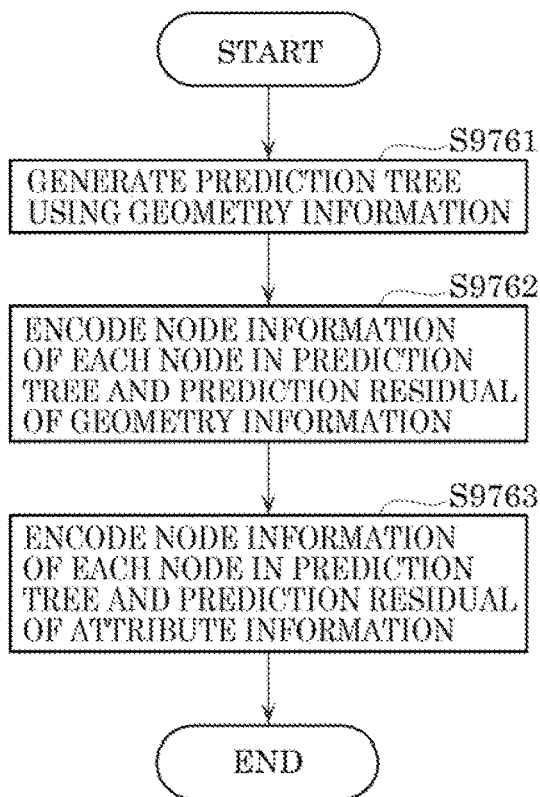 START
S9761
GENERATE PREDICTION TREE
USING GEOMETRY INFORMATION
S9762
ENCODE NODE INFORMATION
OF EACH NODE IN PREDICTION
TREE AND PREDICTION RESIDUAL
OF GEOMETRY INFORMATION
S9763
ENCODE NODE INFORMATION
OF EACH NODE IN PREDICTION
TREE AND PREDICTION RESIDUAL
OF ATTRIBUTE INFORMATION
END